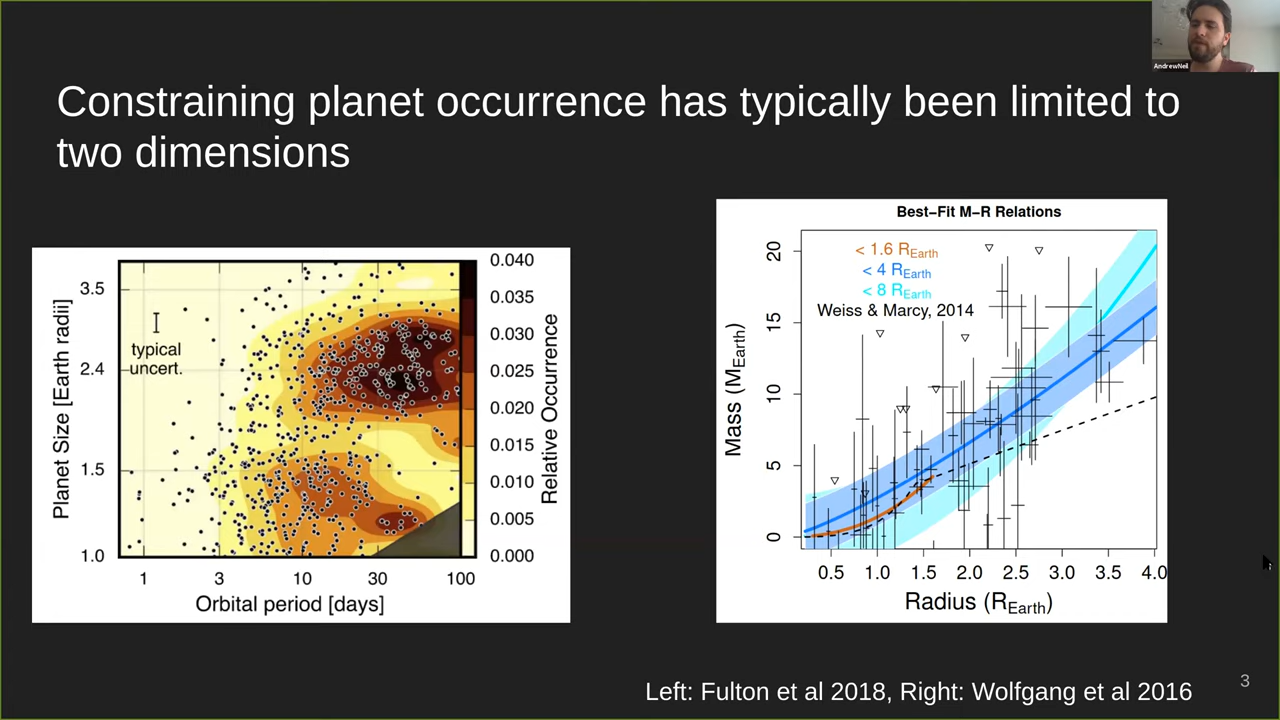 AndrewNeil
Constraining planet occurrence has typically been limited to
two dimensions
Planet Size [Earth radii]
3.5
2.4
1.5
1.0
typical
uncert.
1
3
10
30
100
Orbital period [days]
0.040
0.035
0.030
0.025
0.020
0.015
0.010
0.005
0.000
Relative Occurrence
Best–Fit M–R Relations
< 1.6 REarth
< 4 REarth
< 8 REarth
Weiss & Marcy, 2014
Mass (MEarth)
20
15
10
5
0
0.5
1.0
1.5
2.0
2.5
3.0
3.5
4.0
Radius (REarth)
Left: Fulton et al 2018, Right: Wolfgang et al 2016
3